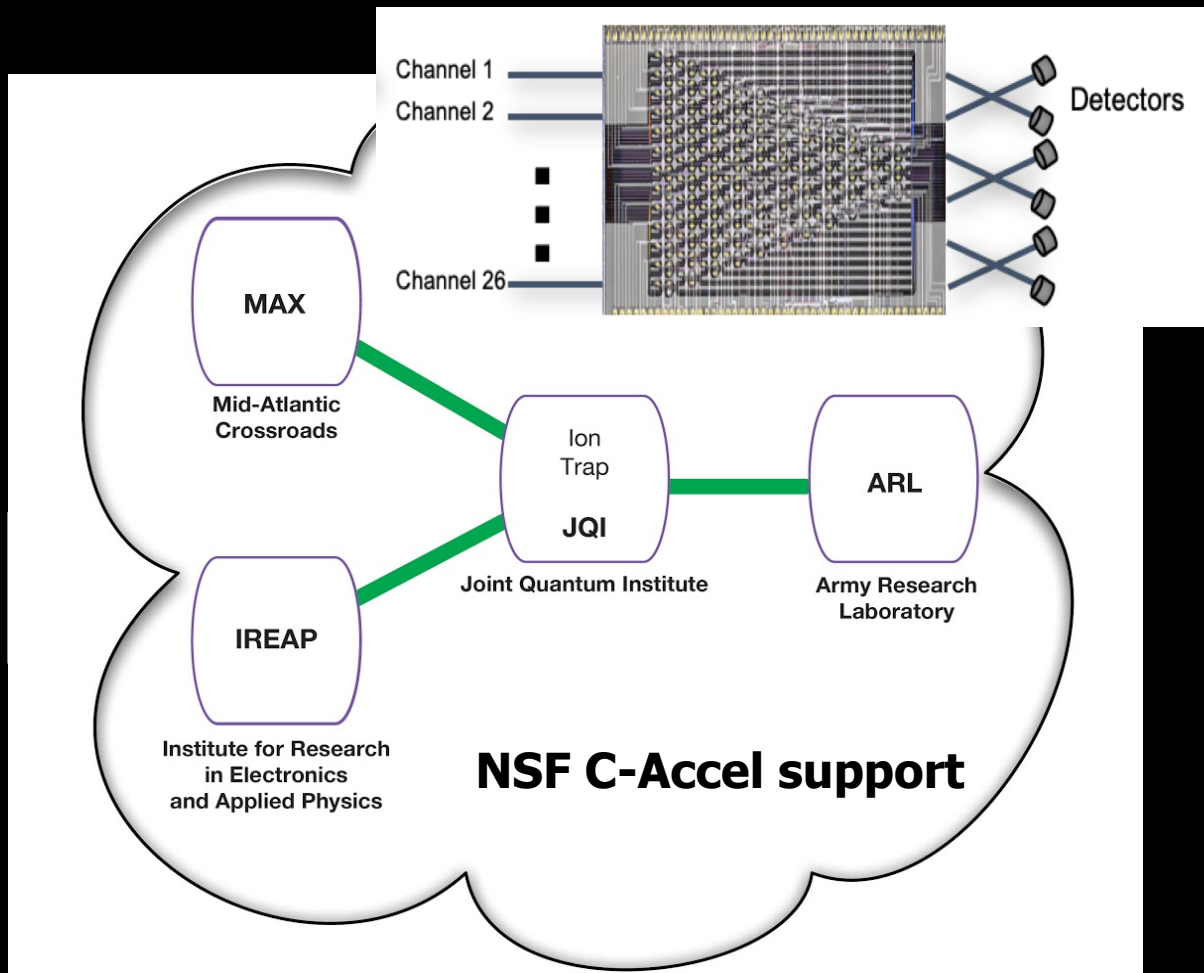 Channel 1
Channel 2
Channel 26
Detectors
MAX
Mid-Atlantic
Crossroads
Ion
Trap
JQI
Joint Quantum Institute
ARL
Army Research
Laboratory
IREAP
Institute for Research
in Electronics
and Applied Physics
NSF C-Accel support